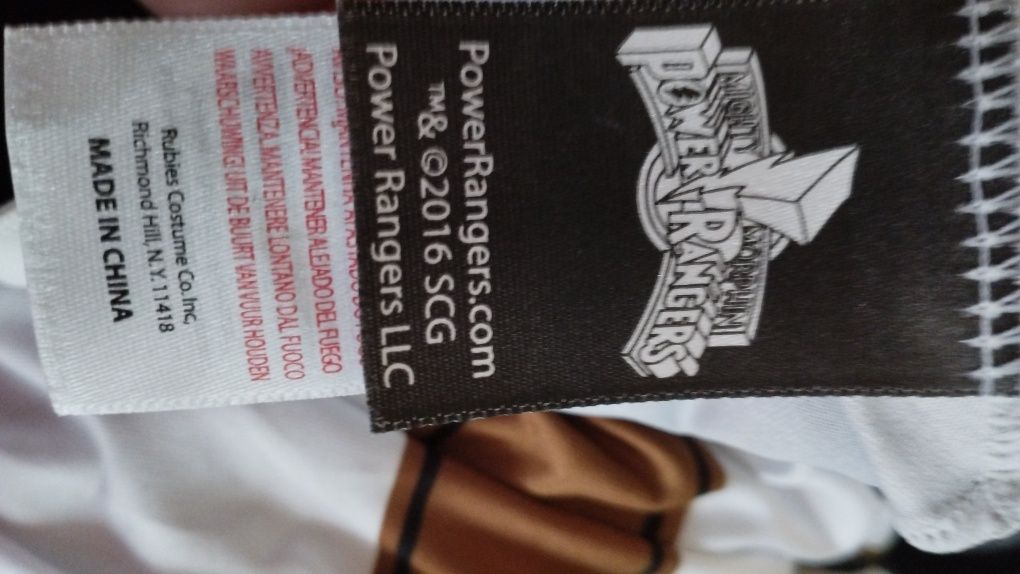 MIGHTY MORPHIN
POWER RANGERS
PowerRangers.com
™& ©2016 SCG
Power Rangers LLC
¡ADVERTENCIA! MANTENER ALEJADO DEL FUEGO
AVVERTENZA. MANTENERE LONTANO DAL FUOCO
WAARSCHUWING! UIT DE BUURT VAN VUUR HOUDEN
Rubies Costume Co. Inc,
Richmond Hill, N.Y. 11418
MADE IN CHINA